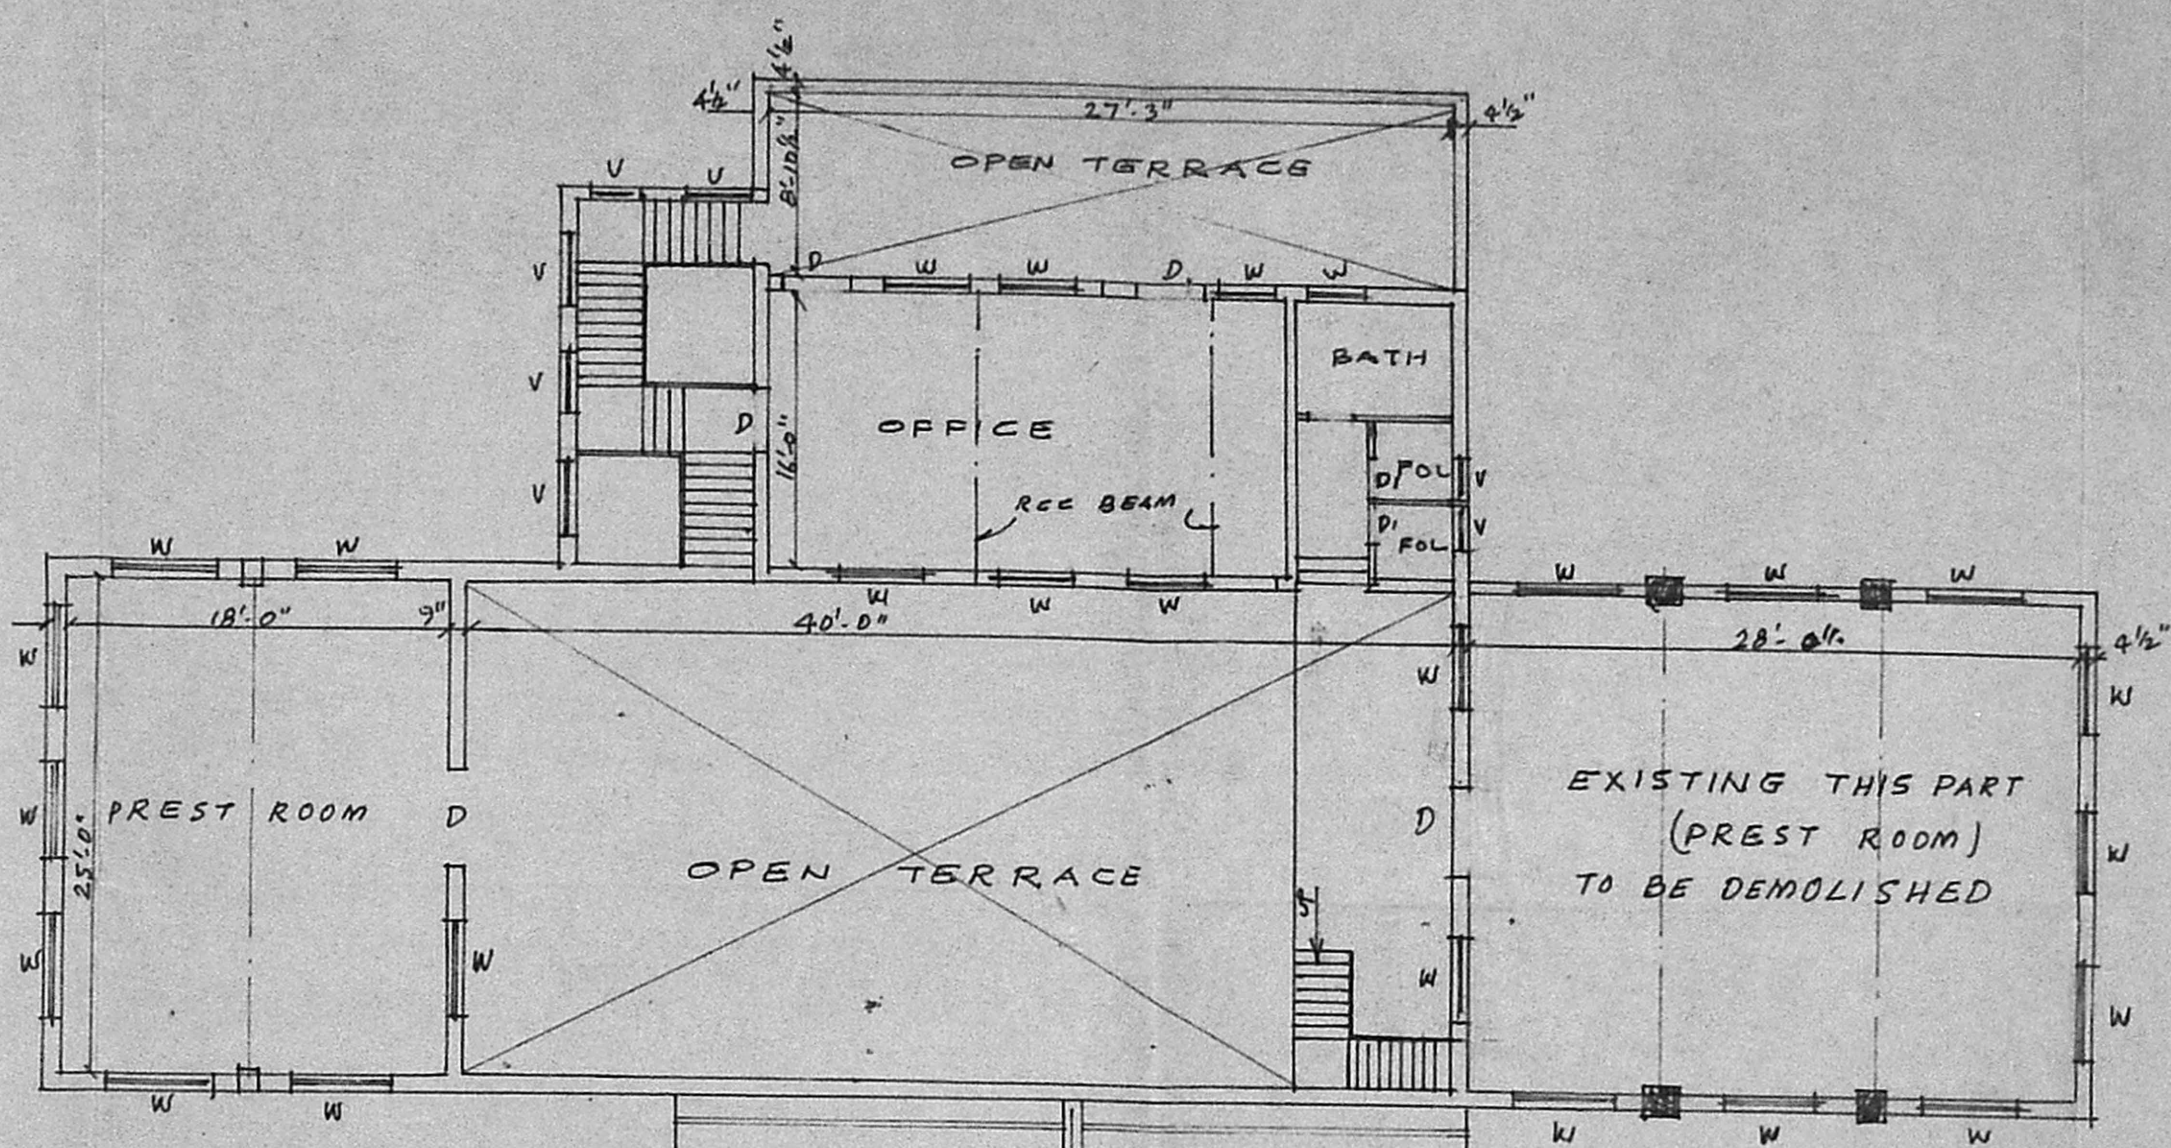 4½"
4½"
27'-3"
4½"
8'-10½"
OPEN TERRACE
V V
V
D W W D, W W
BATH
V
D
OFFICE
16'-0"
D, FOL V
V
RCC BEAM
D, FOL V
W W
W W W
W W W
18'-0" 9" 40'-0"
28'-0"
4½"
W
W
W
EXISTING THIS PART
W PREST ROOM D
D
(PREST ROOM)
25'-0"
OPEN TERRACE
TO BE DEMOLISHED
W
W
W
W
W
W
W W
W W W